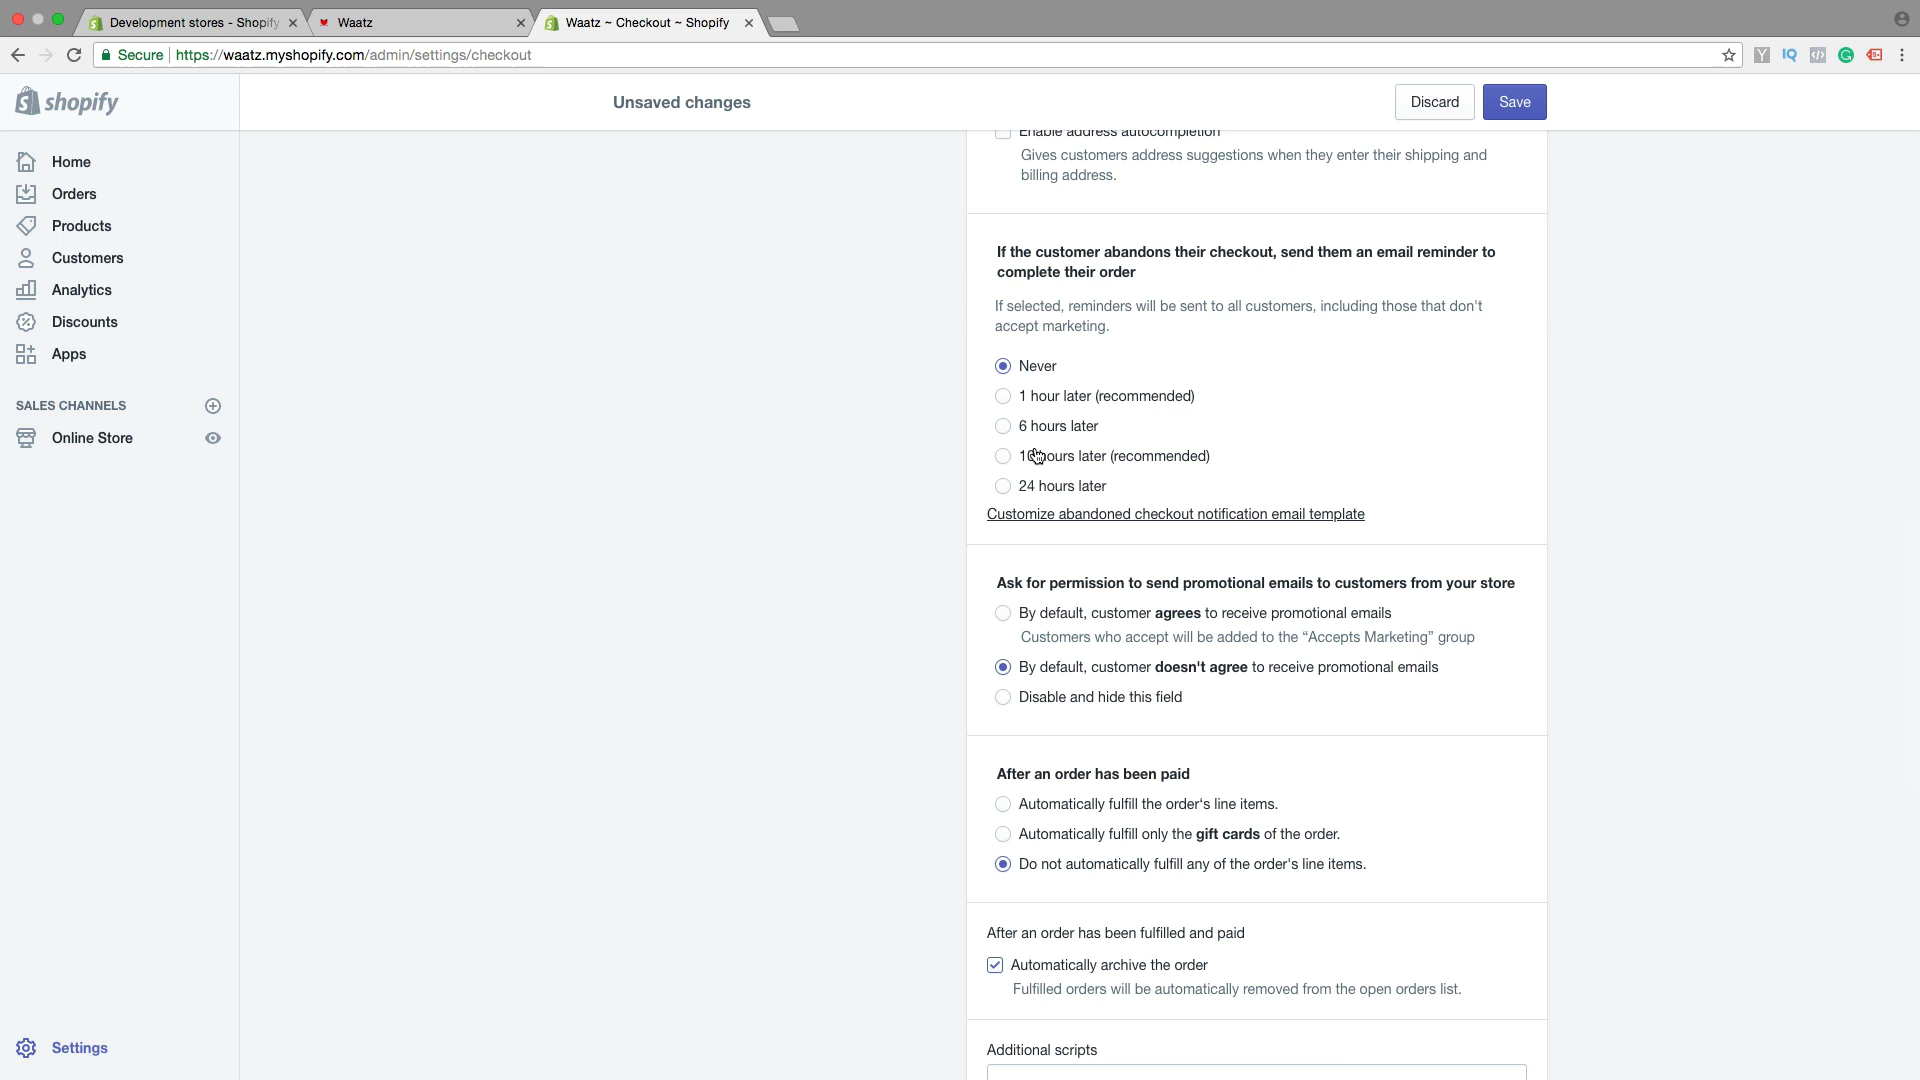 Development stores - Shopify
Waatz
Waatz ~ Checkout ~ Shopify
Secure
https://waatz.myshopify.com/admin/settings/checkout
shopify
Unsaved changes
Discard
Save
Home
Orders
Products
Customers
Analytics
Discounts
Apps
SALES CHANNELS
Online Store
Settings
Enable address autocompletion
Gives customers address suggestions when they enter their shipping and
billing address.
If the customer abandons their checkout, send them an email reminder to
complete their order
If selected, reminders will be sent to all customers, including those that don't
accept marketing.
Never
1 hour later (recommended)
6 hours later
10 hours later (recommended)
24 hours later
Customize abandoned checkout notification email template
Ask for permission to send promotional emails to customers from your store
By default, customer agrees to receive promotional emails
Customers who accept will be added to the “Accepts Marketing” group
By default, customer doesn't agree to receive promotional emails
Disable and hide this field
After an order has been paid
Automatically fulfill the order's line items.
Automatically fulfill only the gift cards of the order.
Do not automatically fulfill any of the order's line items.
After an order has been fulfilled and paid
Automatically archive the order
Fulfilled orders will be automatically removed from the open orders list.
Additional scripts